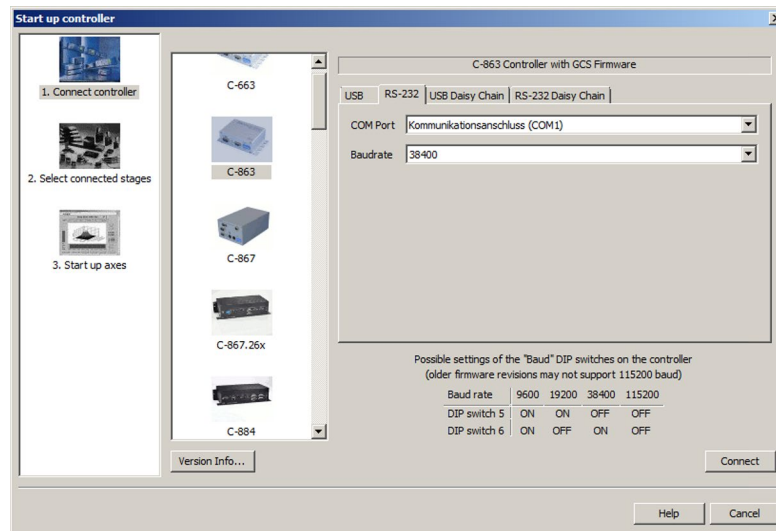 Start up controller
1. Connect controller
2. Select connected stages
3. Start up axes
C-663
C-863
C-867
C-867.26x
C-884
Version Info...
C-863 Controller with GCS Firmware
USB RS-232 USB Daisy Chain RS-232 Daisy Chain
COM Port Kommunikationsanschluss (COM1)
Baudrate 38400
Possible settings of the "Baud" DIP switches on the controller
(older firmware revisions may not support 115200 baud)
Baud rate 9600 19200 38400 115200
DIP switch 5 ON ON OFF OFF
DIP switch 6 ON OFF ON OFF
Connect
Help Cancel